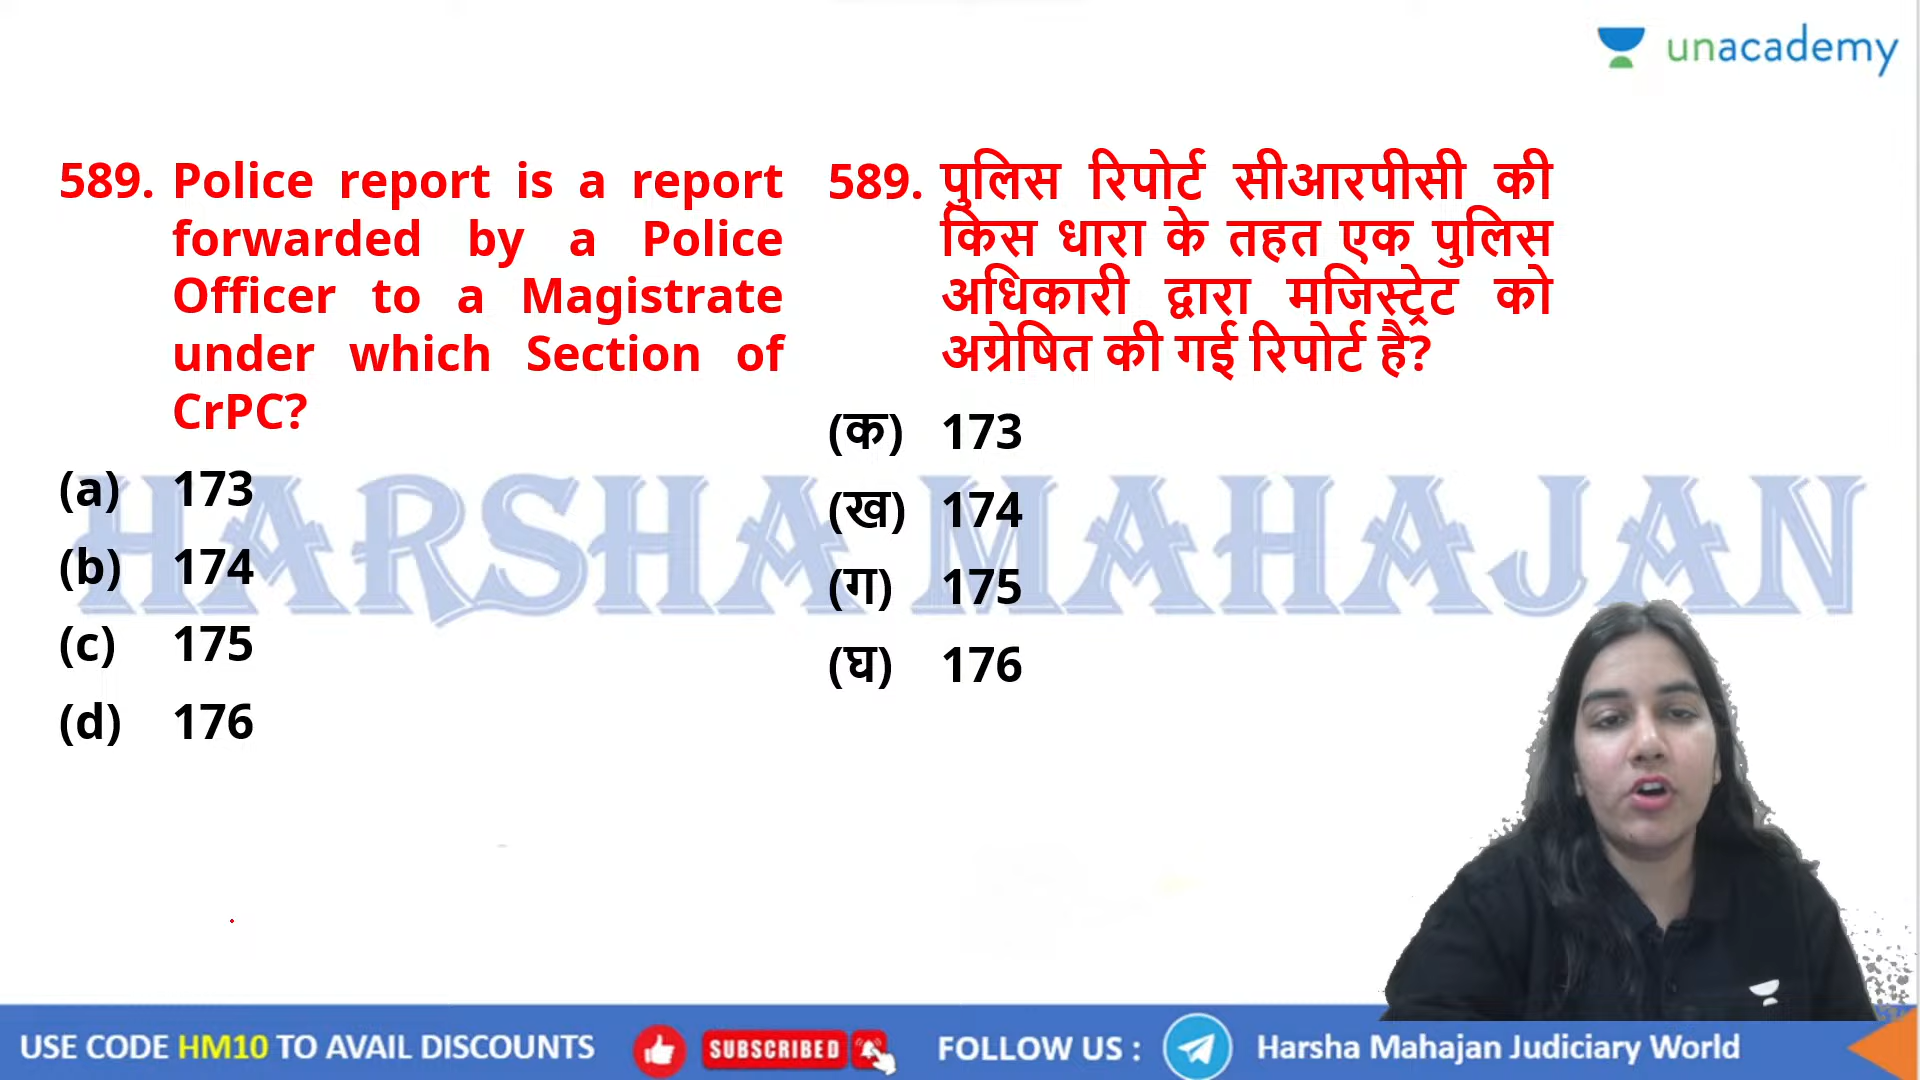 unacademy
589. Police report is a report
forwarded by a Police
Officer to a Magistrate
under which Section of
CrPC?
(a) 173
(b) 174
(c) 175
(d) 176
589. पुलिस रिपोर्ट सीआरपीसी की
किस धारा के तहत एक पुलिस
अधिकारी द्वारा मजिस्ट्रेट को
अग्रेषित की गई रिपोर्ट है?
(क) 173
(ख) 174
(ग) 175
(घ) 176
HARSHA MAHAJAN
USE CODE HM10 TO AVAIL DISCOUNTS
SUBSCRIBED
FOLLOW US :
Harsha Mahajan Judiciary World